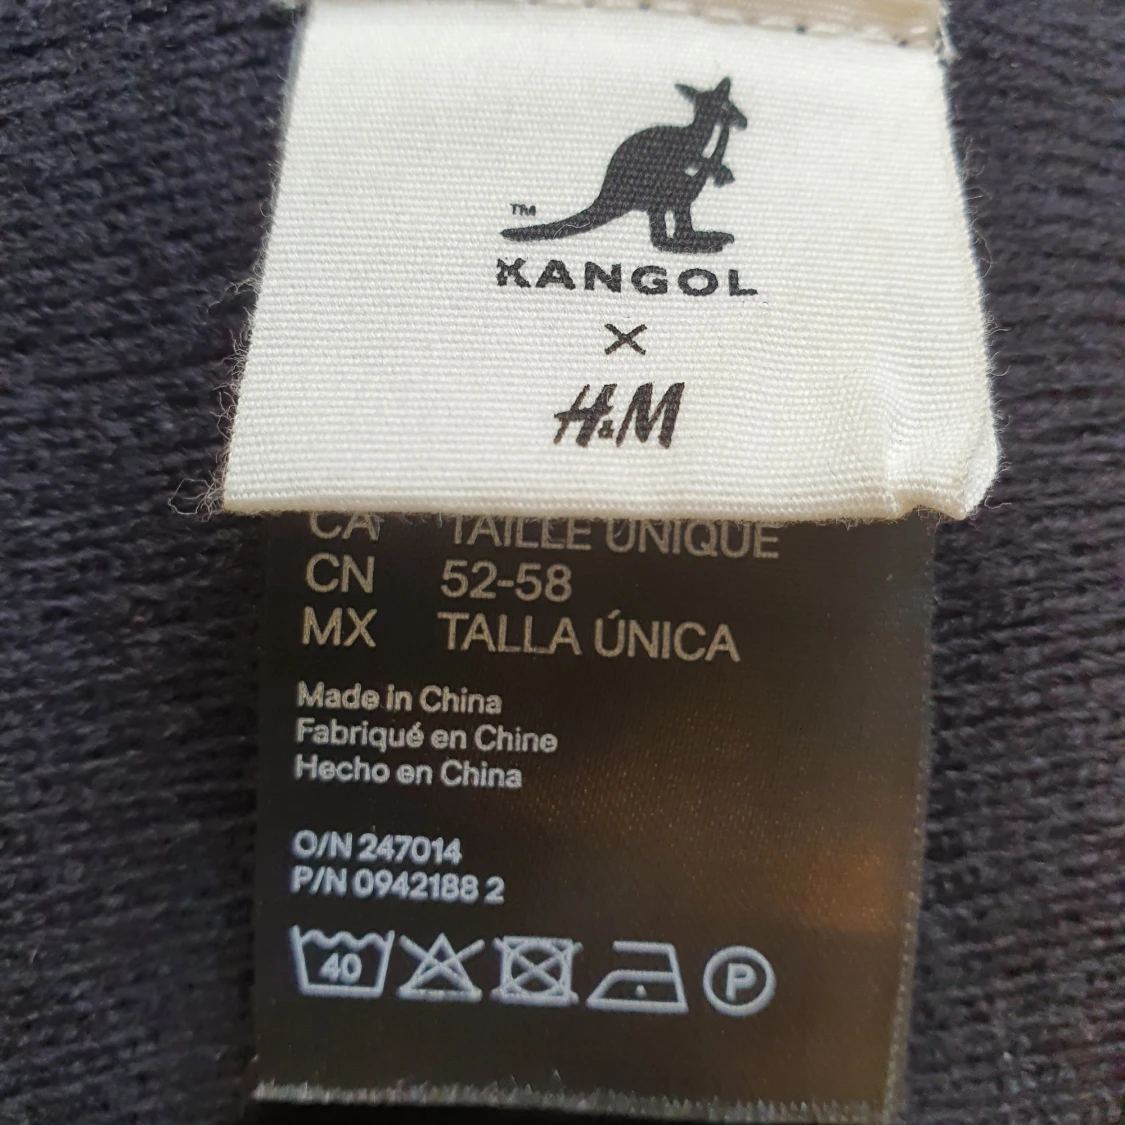 TM
KANGOL
X
H&M
CA TAILLE UNIQUE
CN 52-58
MX TALLA ÚNICA
Made in China
Fabriqué en Chine
Hecho en China
O/N 247014
P/N 0942188 2
40
P